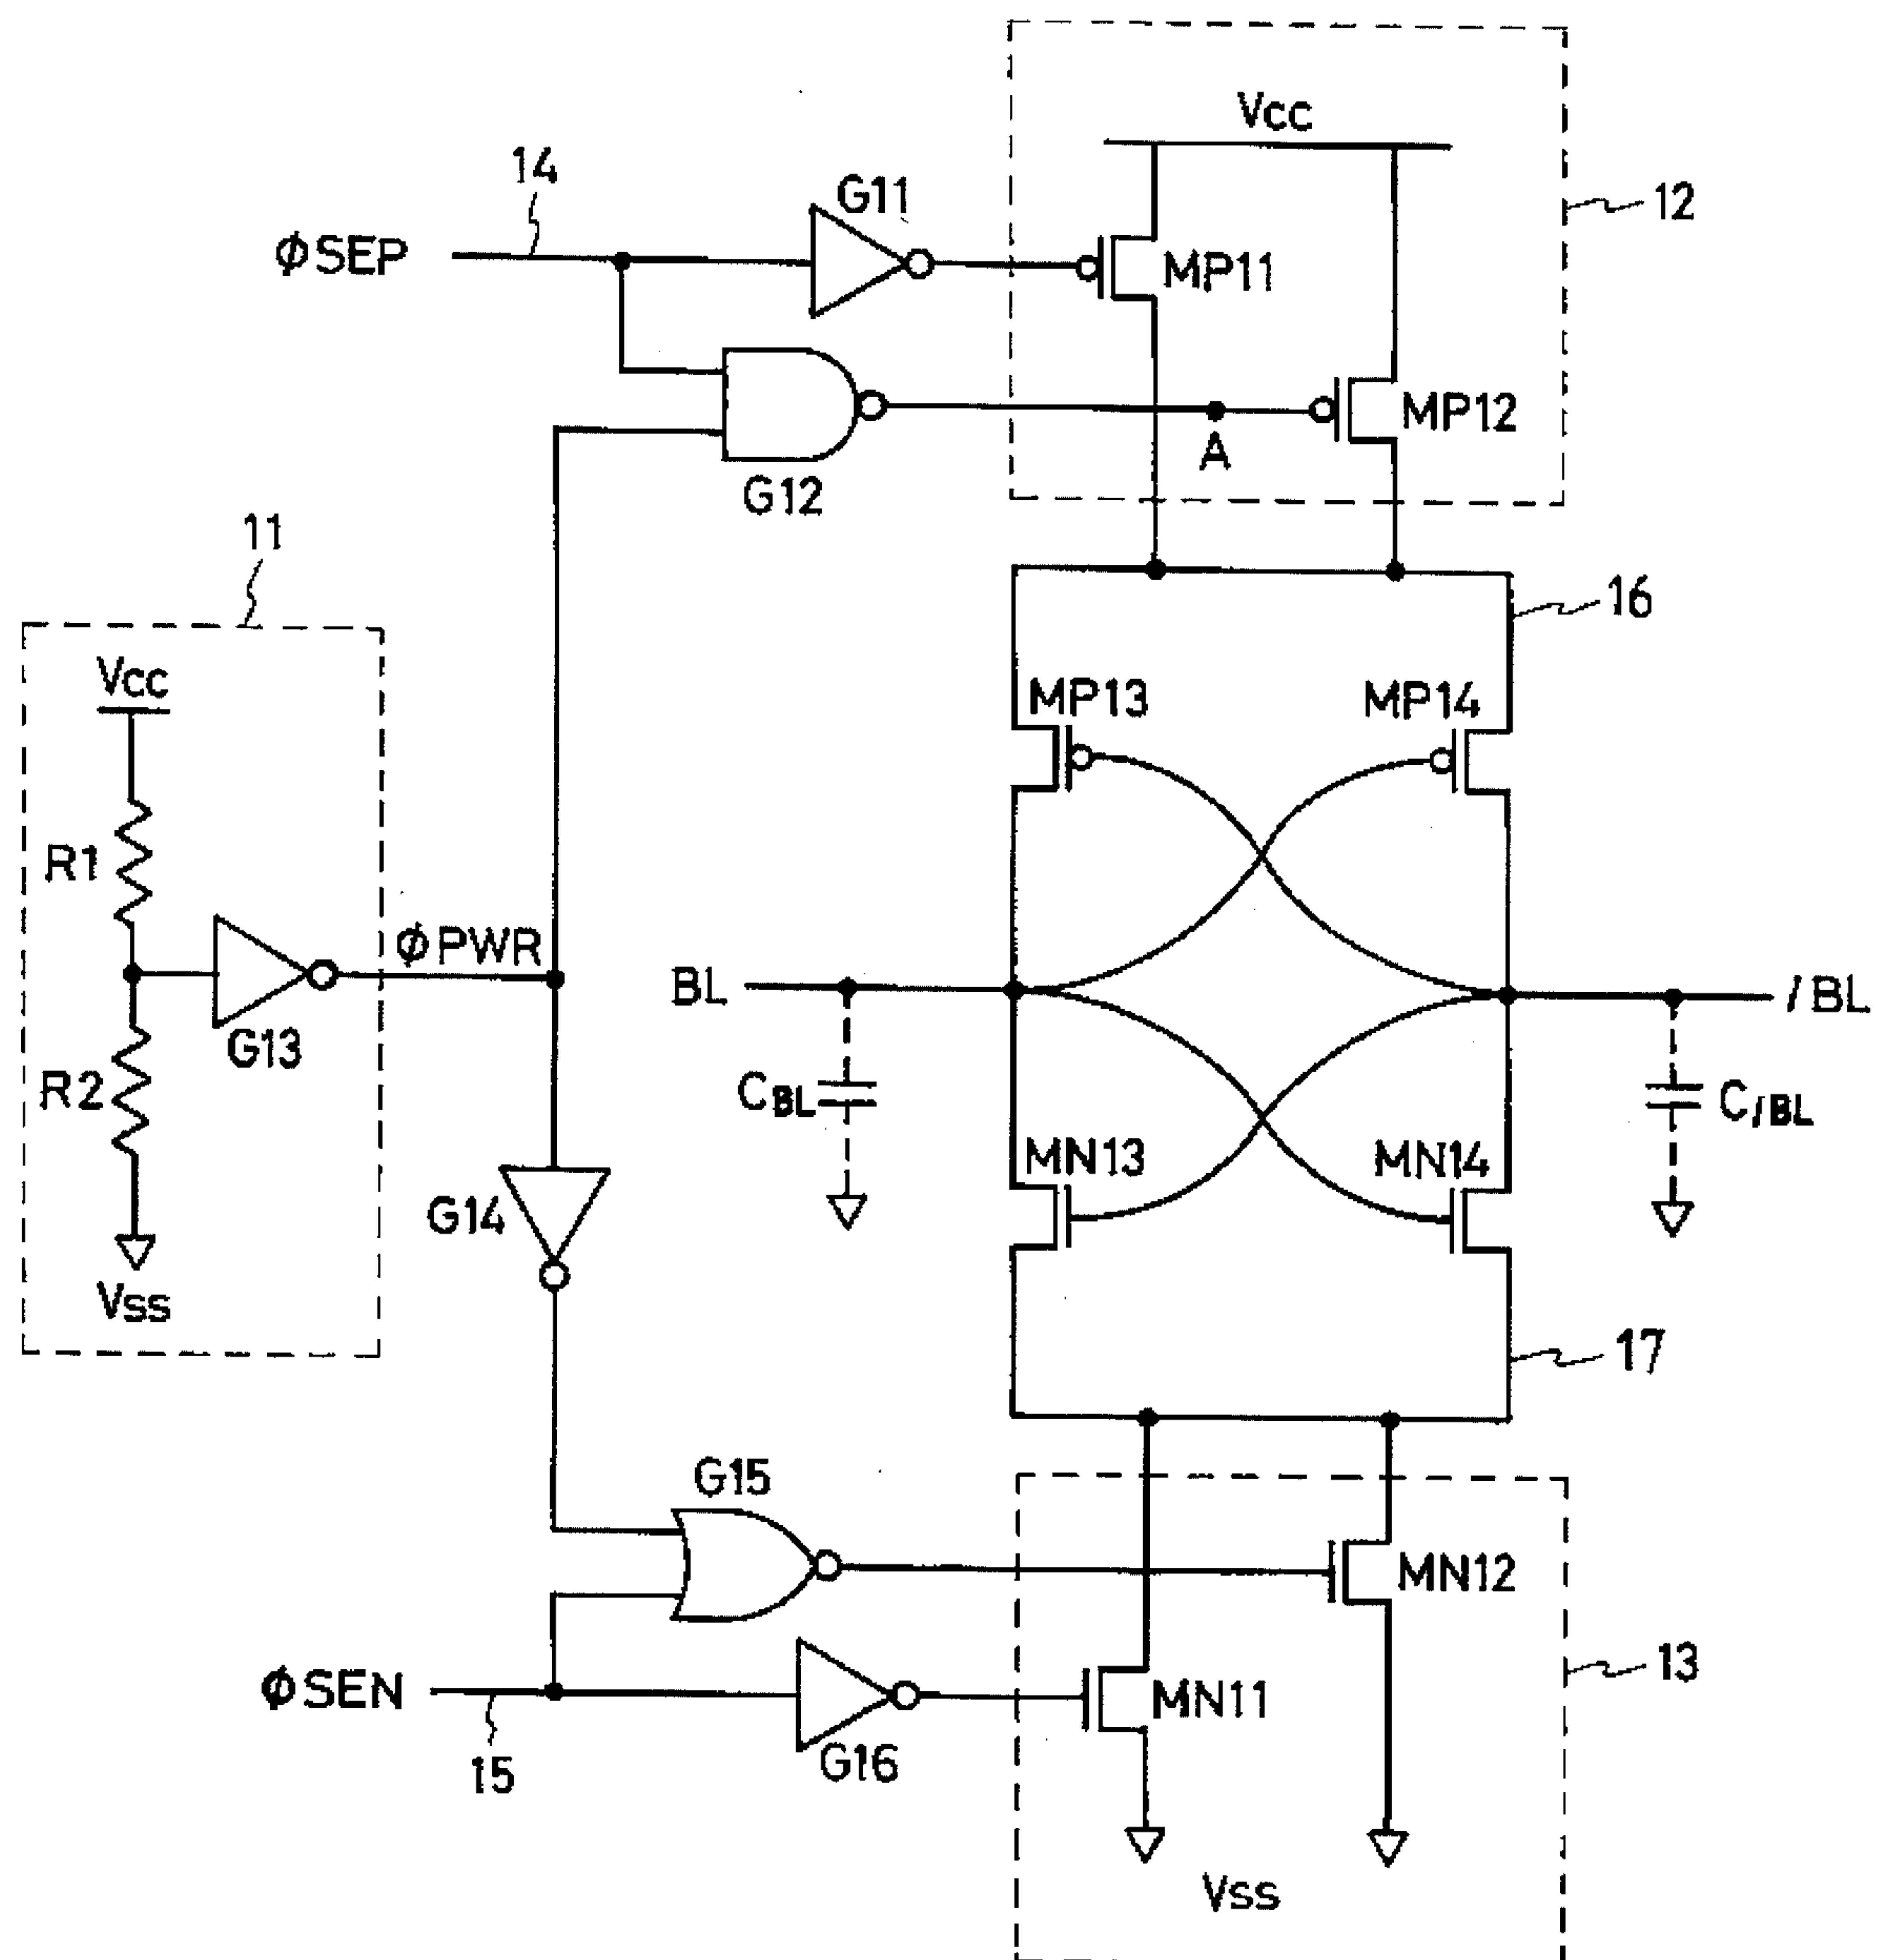 12
Vcc
14
G11
φSEP
MP11
MP12
A
G12
11
16
Vcc
MP13
MP14
R1
φPWR
BL
/BL
G13
R2
CBL
C/BL
MN13
MN14
G14
Vss
17
G15
MN12
φSEN
MN11
13
15
G16
Vss